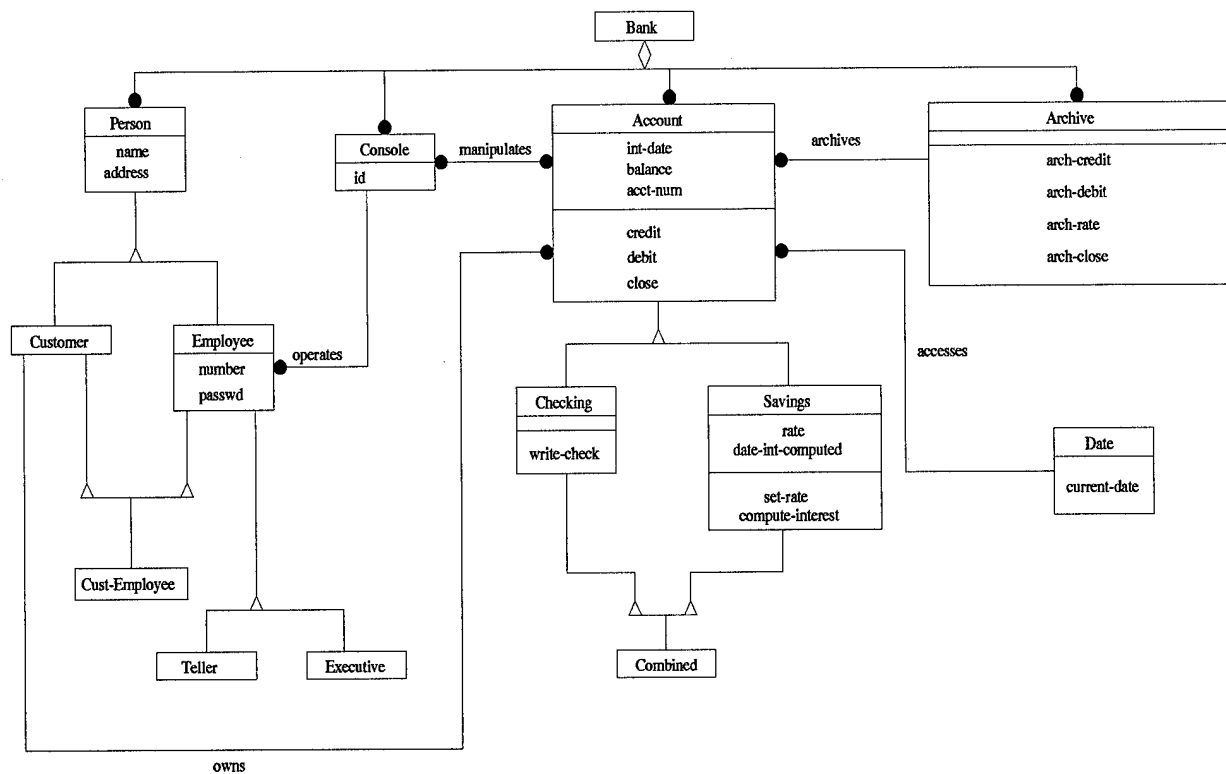 Bank
Person
name
address
Console
id
manipulates
Account
int-date
balance
acct-num
credit
debit
close
archives
Archive
arch-credit
arch-debit
arch-rate
arch-close
Customer
Employee
number
passwd
operates
accesses
Checking
write-check
Savings
rate
date-int-computed
set-rate
compute-interest
Date
current-date
Cust-Employee
Teller
Executive
Combined
owns